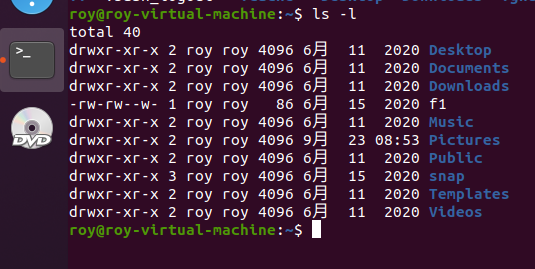 roy@roy-virtual-machine:~$ ls -l
total 40
drwxr-xr-x 2 roy roy 4096 6月  11  2020 Desktop
drwxr-xr-x 2 roy roy 4096 6月  11  2020 Documents
drwxr-xr-x 2 roy roy 4096 6月  11  2020 Downloads
-rw-rw--w- 1 roy roy   86 6月  15  2020 f1
drwxr-xr-x 2 roy roy 4096 6月  11  2020 Music
drwxr-xr-x 2 roy roy 4096 9月  23 08:53 Pictures
drwxr-xr-x 2 roy roy 4096 6月  11  2020 Public
drwxr-xr-x 3 roy roy 4096 6月  15  2020 snap
drwxr-xr-x 2 roy roy 4096 6月  11  2020 Templates
drwxr-xr-x 2 roy roy 4096 6月  11  2020 Videos
roy@roy-virtual-machine:~$
>_
DVD